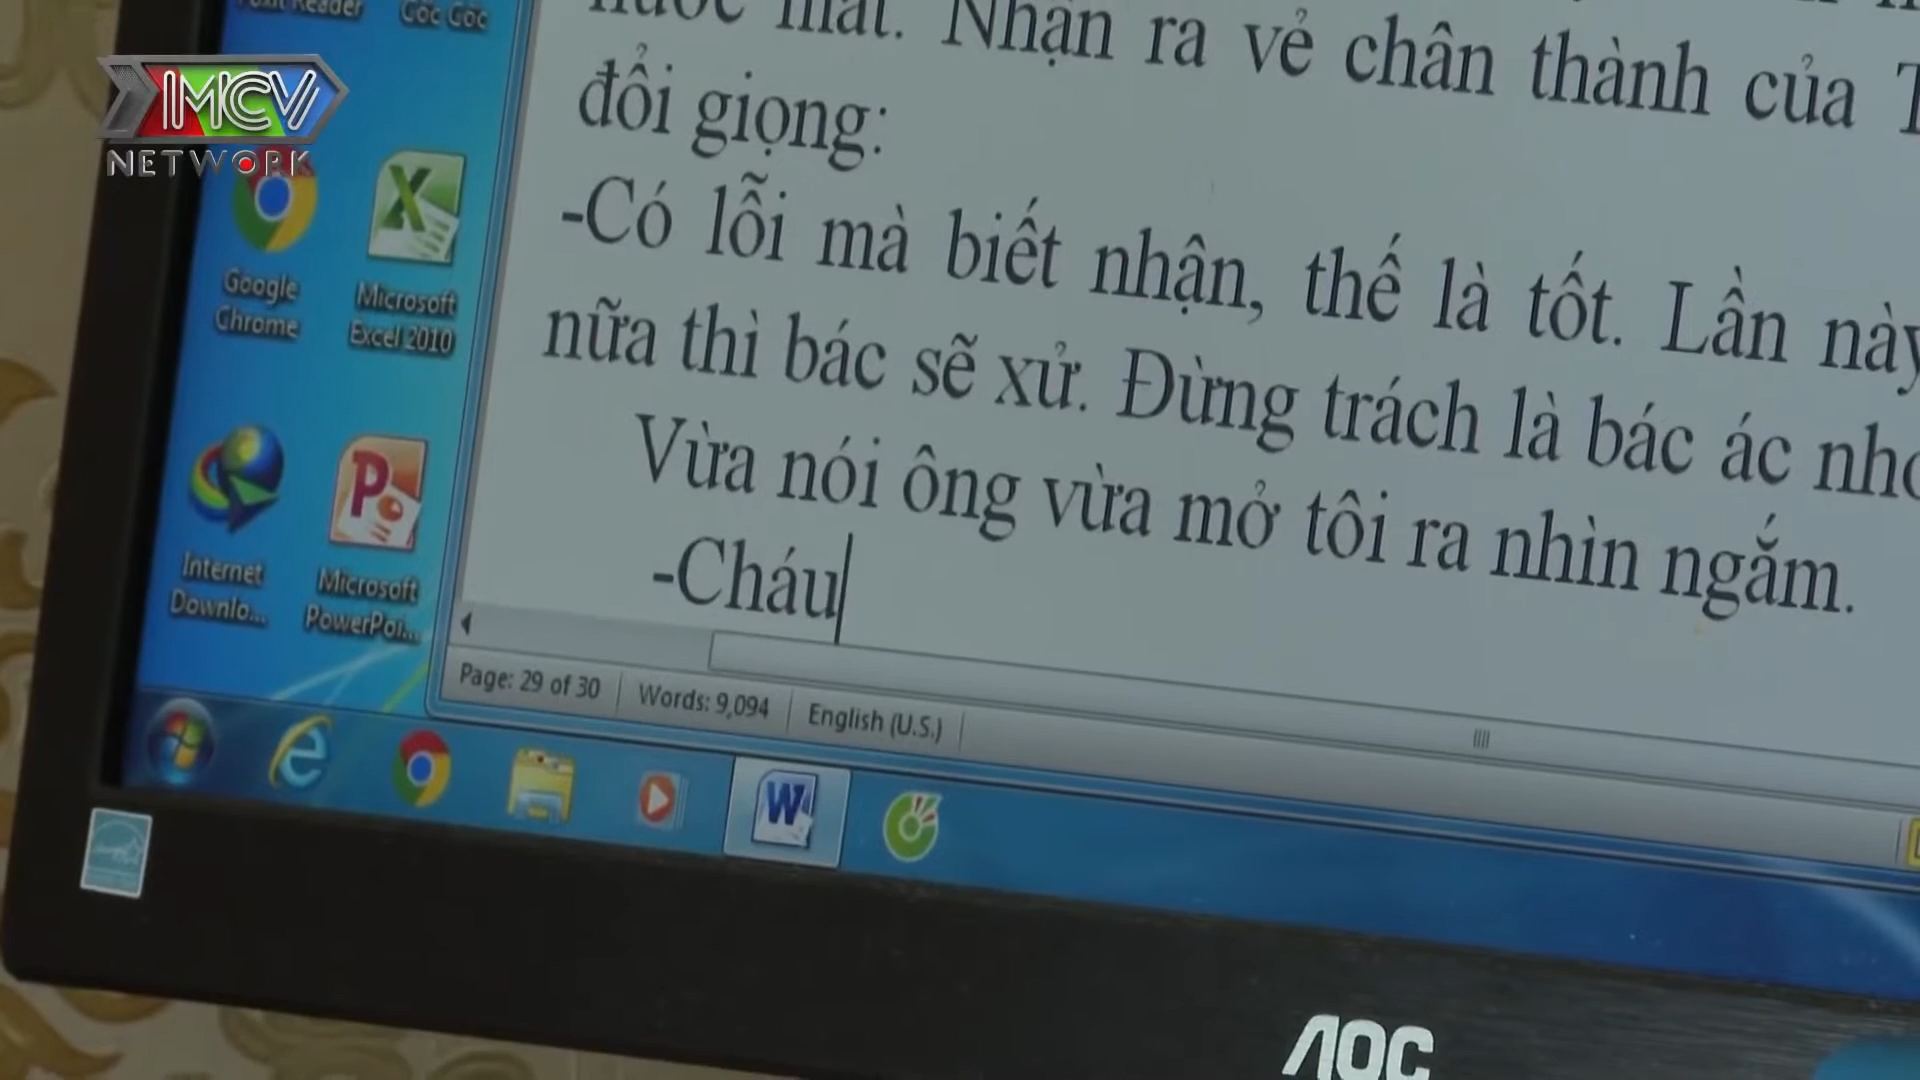 Reader
Cốc Cốc
MCV
NETWORK
Google
Chrome
Microsoft
Excel 2010
Internet
Downlo...
Microsoft
PowerPoi...
mắt. Nhận ra vẻ chân thành của
đổi giọng:
-Có lỗi mà biết nhận, thế là tốt. Lần này
nữa thì bác sẽ xử. Đừng trách là bác ác
Vừa nói ông vừa mở tôi ra nhìn ngắm.
-Cháu
Page: 29 of 30
Words: 9,094
English (U.S.)
AOC